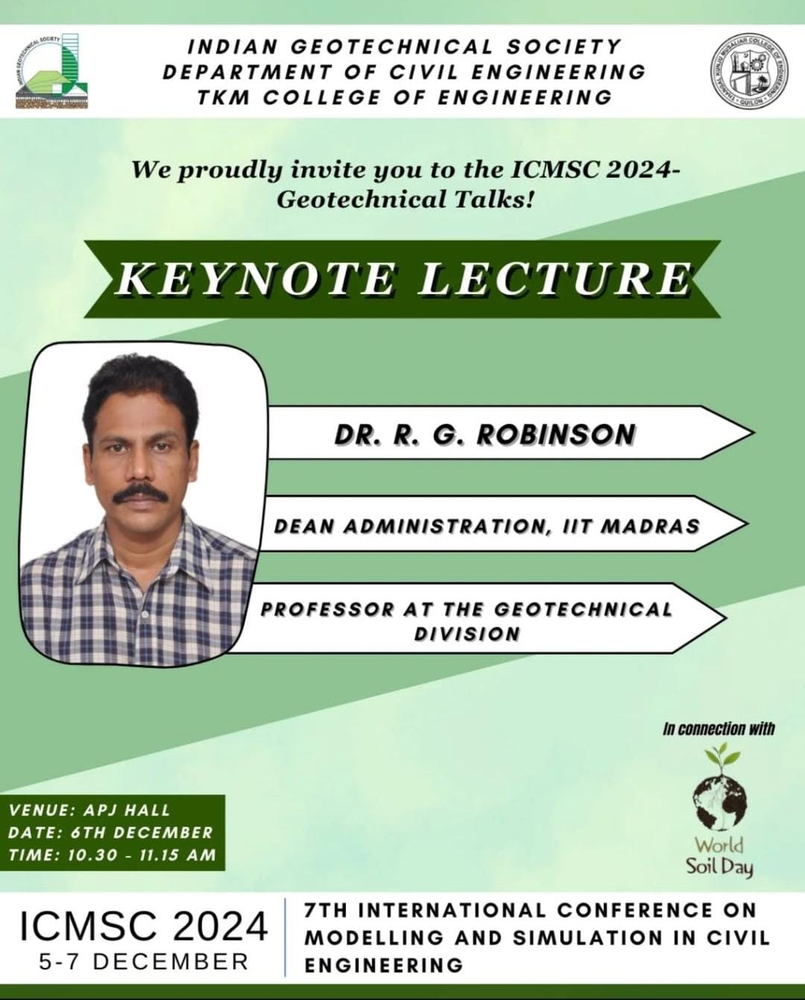 INDIAN GEOTECHNICAL SOCIETY
DEPARTMENT OF CIVIL ENGINEERING
TKM COLLEGE OF ENGINEERING
INDIAN GEOTECHNICAL SOCIETY
THANGAL KUNJU MUSALIAR COLLEGE OF ENGINEERING
QUILON
We proudly invite you to the ICMSC 2024-
Geotechnical Talks!
KEYNOTE LECTURE
DR. R. G. ROBINSON
DEAN ADMINISTRATION, IIT MADRAS
PROFESSOR AT THE GEOTECHNICAL
DIVISION
In connection with
World
Soil Day
VENUE: APJ HALL
DATE: 6TH DECEMBER
TIME: 10.30 - 11.15 AM
ICMSC 2024
5-7 DECEMBER
7TH INTERNATIONAL CONFERENCE ON
MODELLING AND SIMULATION IN CIVIL
ENGINEERING